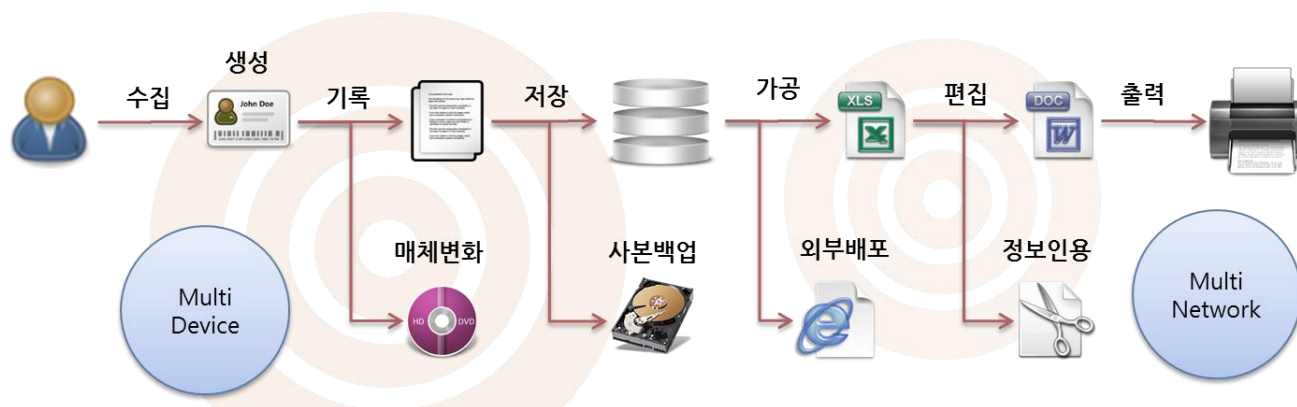 수집
생성
John Doe
기록
저장
가공
XLS
편집
DOC
W
출력
매체변화
HD DVD
사본백업
외부배포
정보인용
Multi
Device
Multi
Network